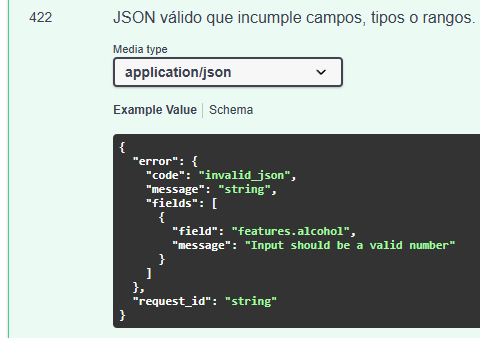 422
JSON válido que incumple campos, tipos o rangos.
Media type
application/json
Example Value
Schema
{
  "error": {
    "code": "invalid_json",
    "message": "string",
    "fields": [
      {
        "field": "features.alcohol",
        "message": "Input should be a valid number"
      }
    ]
  },
  "request_id": "string"
}